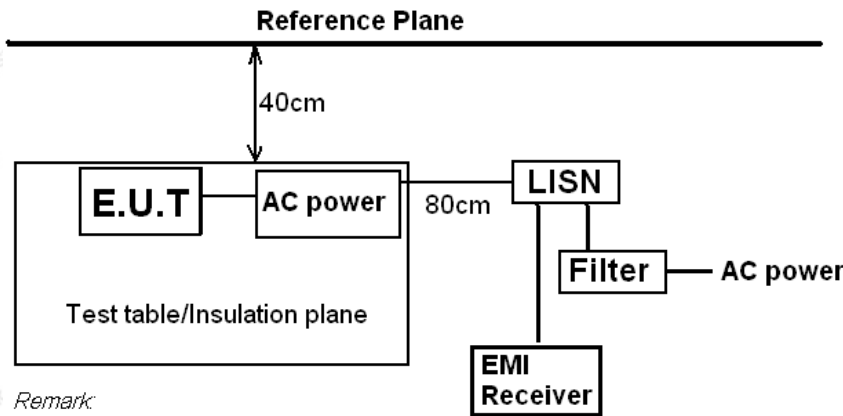 Reference Plane
40cm
E.U.T
AC power
80cm
LISN
Filter
AC power
Test table/Insulation plane
EMI
Receiver
Remark: